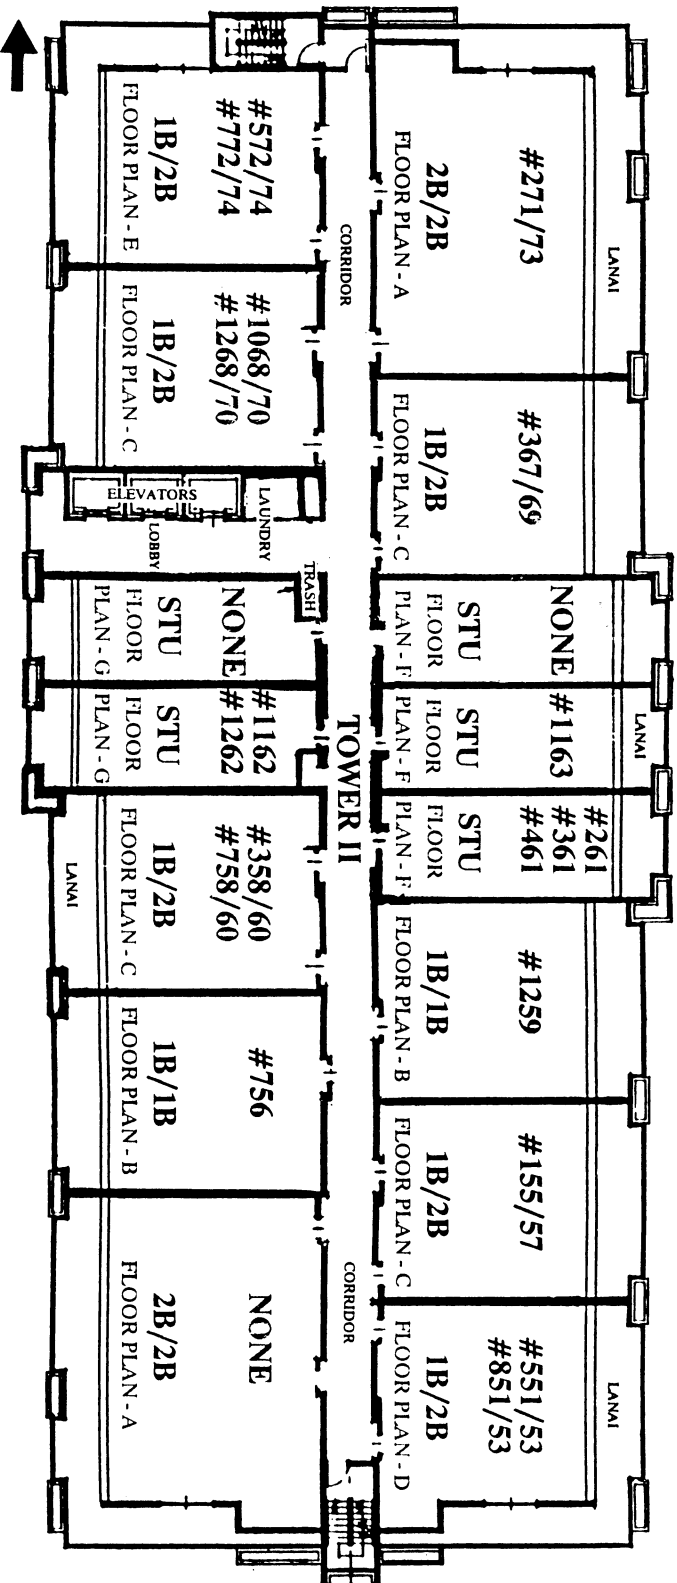 #271/73
2B/2B
FLOOR PLAN - A
LANAI
#367/69
1B/2B
FLOOR PLAN - C
NONE
STU
FLOOR
PLAN - F
LANAI
#1163
STU
FLOOR
PLAN - F
#261
#361
#461
STU
FLOOR
PLAN - F
#1259
1B/1B
FLOOR PLAN - B
#155/57
1B/2B
FLOOR PLAN - C
LANAI
#551/53
#851/53
1B/2B
FLOOR PLAN - D
CORRIDOR
TOWER II
CORRIDOR
#572/74
#772/74
1B/2B
FLOOR PLAN - E
#1068/70
#1268/70
1B/2B
FLOOR PLAN - C
LAUNDRY
ELEVATORS
LOBBY
TRASH
NONE
STU
FLOOR
PLAN - G
#1162
#1262
STU
FLOOR
PLAN - G
#358/60
#758/60
1B/2B
FLOOR PLAN - C
LANAI
#756
1B/1B
FLOOR PLAN - B
NONE
2B/2B
FLOOR PLAN - A